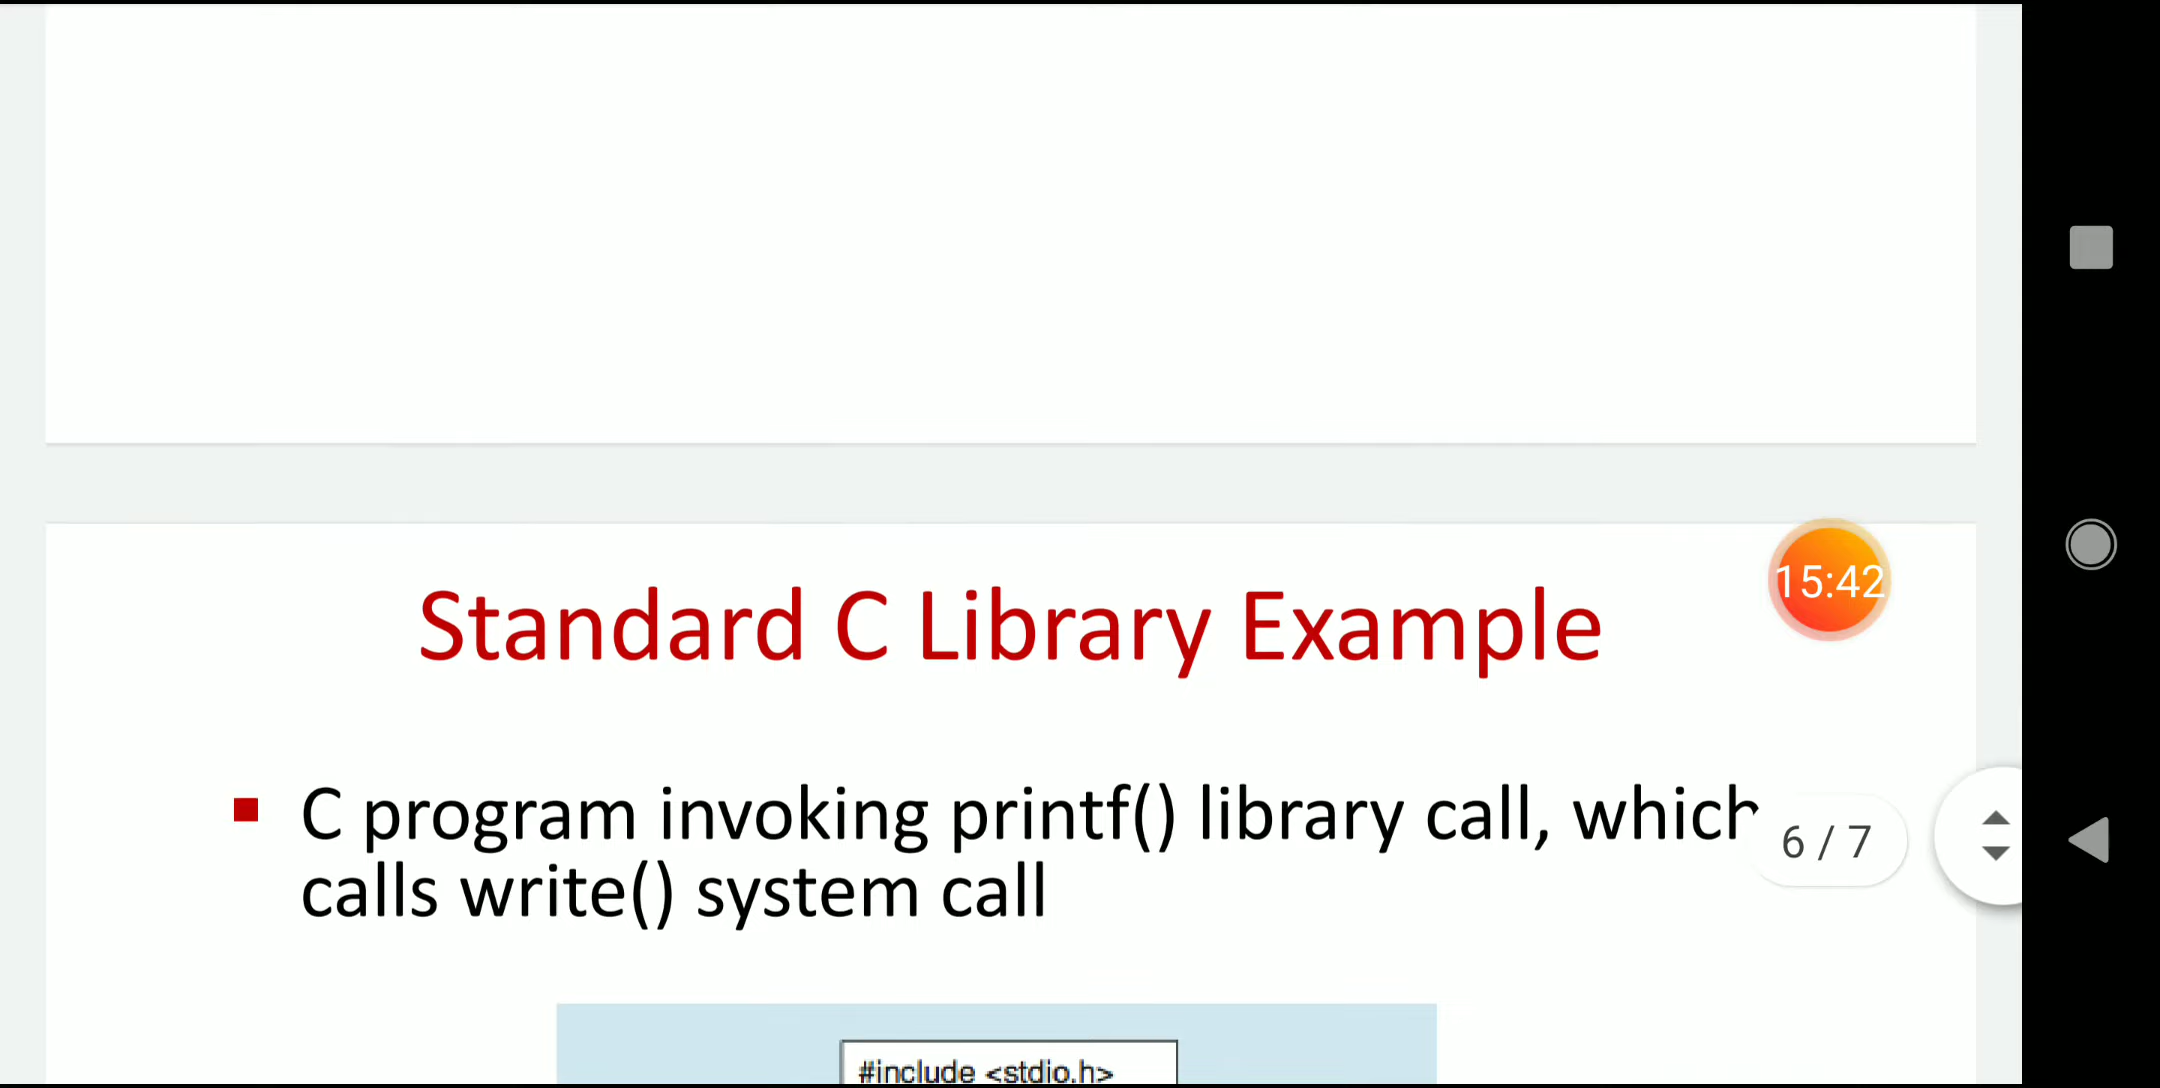 15:42
Standard C Library Example
C program invoking printf() library call, which
calls write() system call
6 / 7
#include <stdio.h>